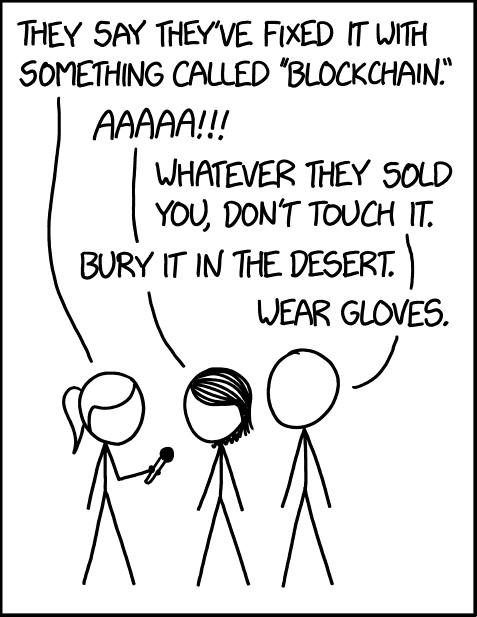 THEY SAY THEY'VE FIXED IT WITH
SOMETHING CALLED "BLOCKCHAIN."
AAAAA!!!
WHATEVER THEY SOLD
YOU, DON'T TOUCH IT.
BURY IT IN THE DESERT.
WEAR GLOVES.